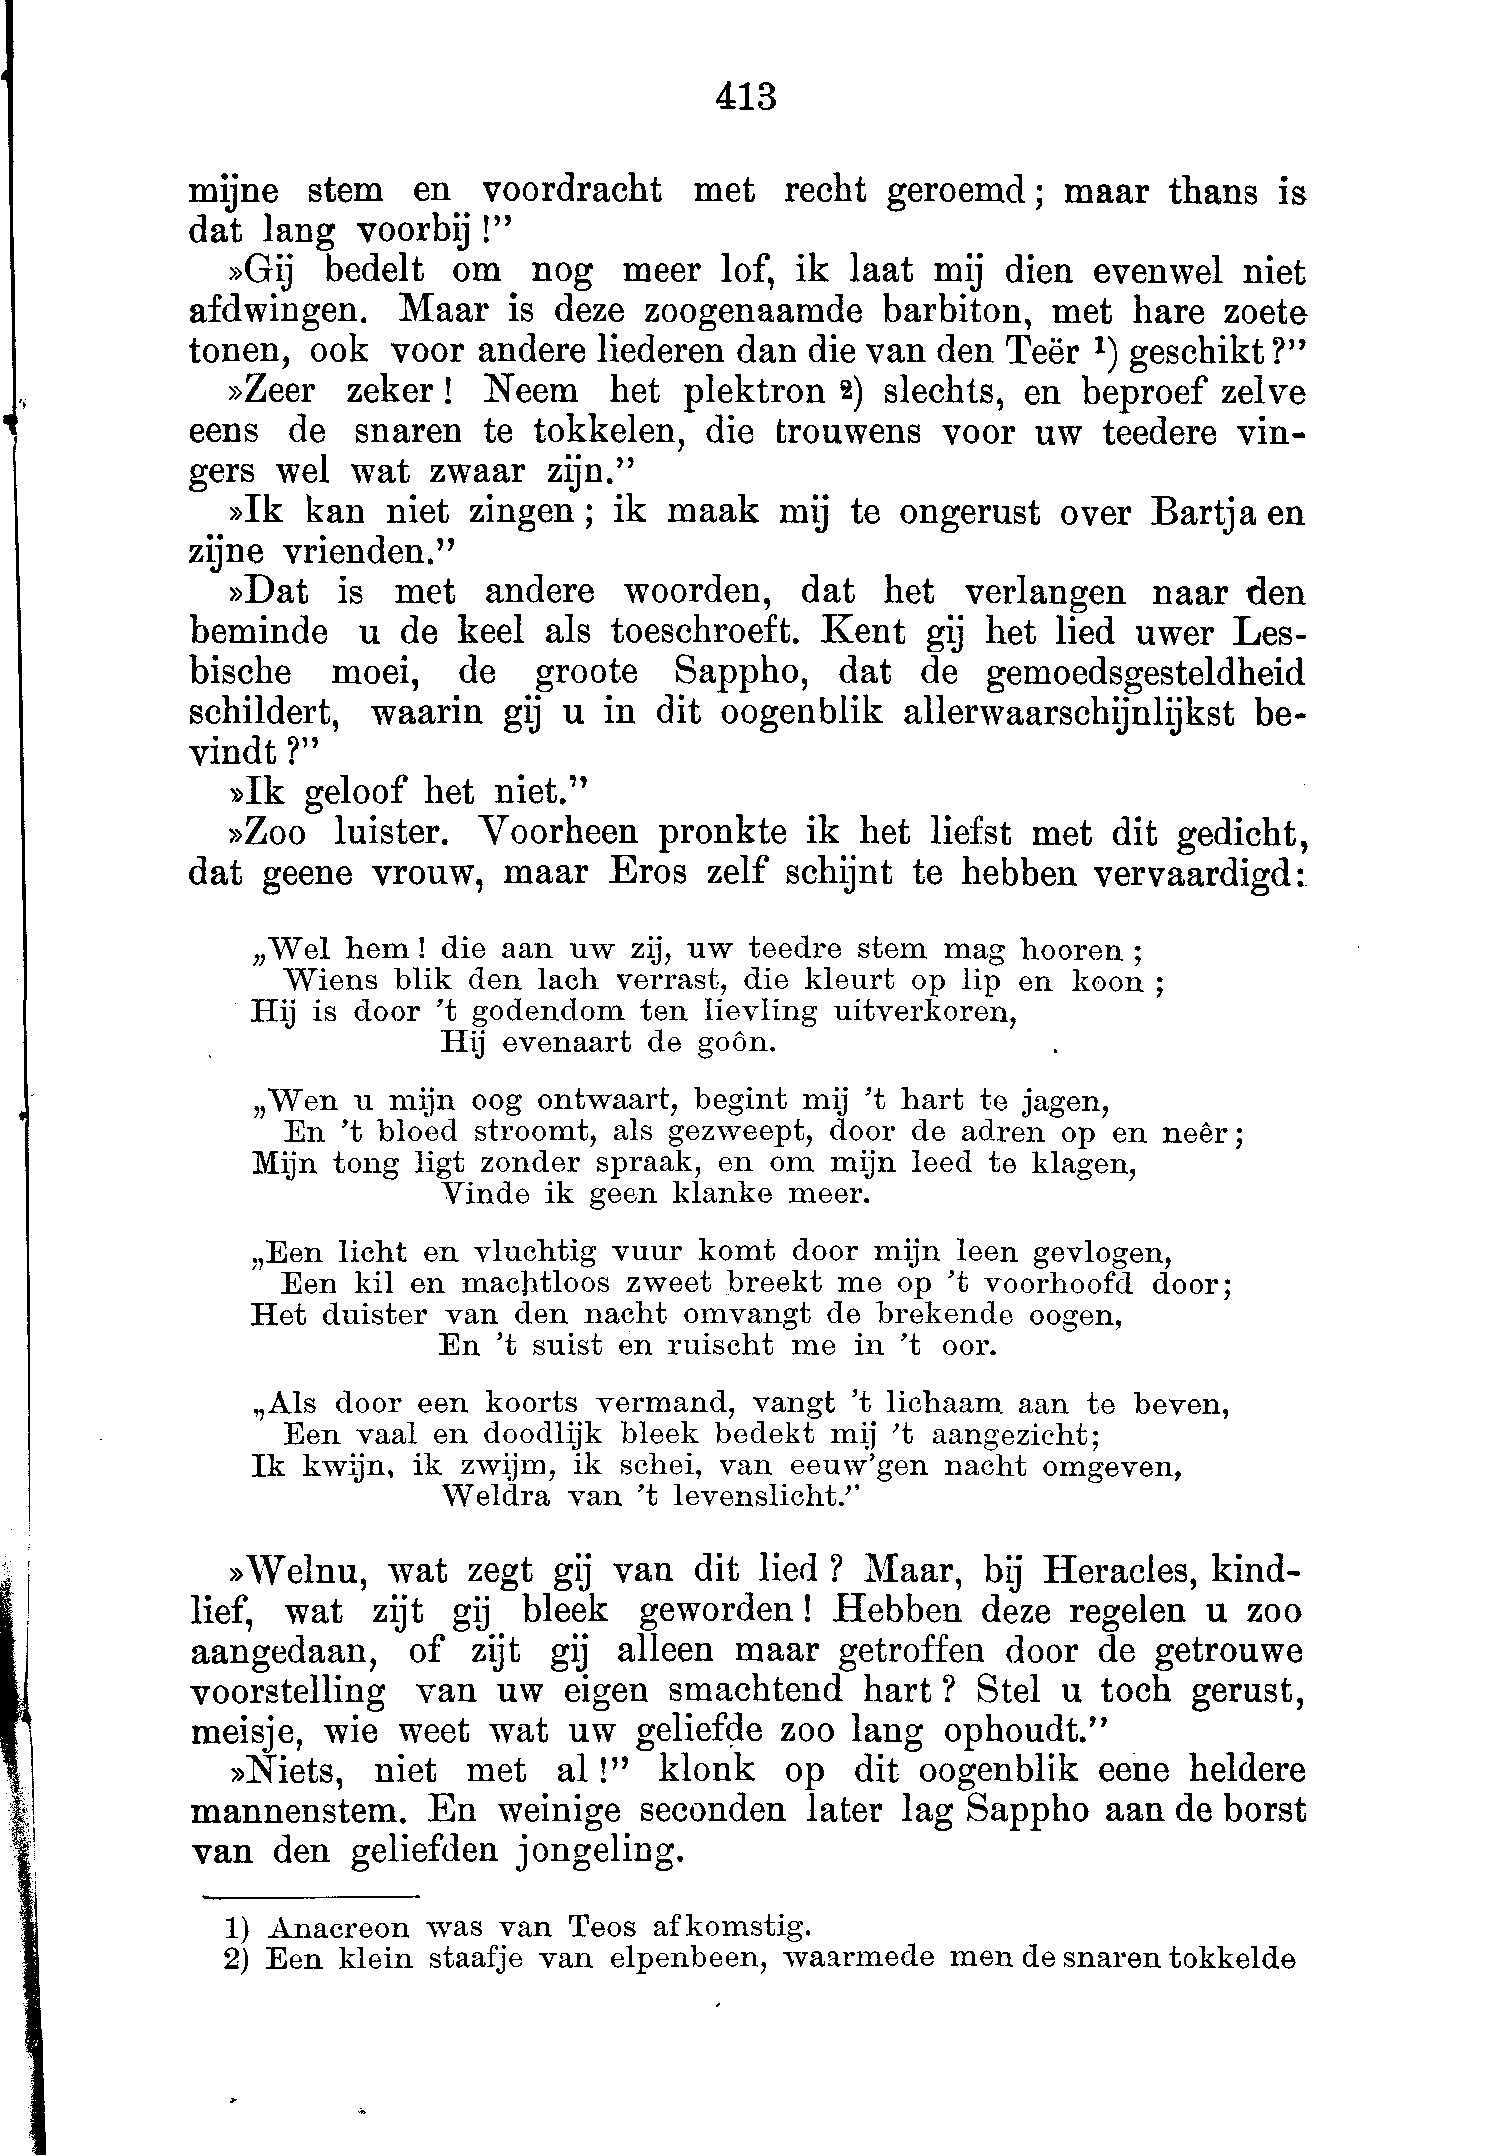 413
mijne stem en voordracht met recht geroemd; maar thans is
dat lang voorbij!”
»Gij bedelt om nog meer lof, ik laat mij dien evenwel niet
afdwingen. Maar is deze zoogenaamde barbiton, met hare zoete
tonen, ook voor andere liederen dan die van den Teër ¹) geschikt?”
»Zeer zeker! Neem het plektron ²) slechts, en beproef zelve
eens de snaren te tokkelen, die trouwens voor uw teedere vin-
gers wel wat zwaar zijn.”
»Ik kan niet zingen; ik maak mij te ongerust over Bartja en
zijne vrienden.”
»Dat is met andere woorden, dat het verlangen naar den
beminde u de keel als toeschroeft. Kent gij het lied uwer Les-
bische moei, de groote Sappho, dat de gemoedsgesteldheid
schildert, waarin gij u in dit oogenblik allerwaarschijnlijkst be-
vindt?”
»Ik geloof het niet.”
»Zoo luister. Voorheen pronkte ik het liefst met dit gedicht,
dat geene vrouw, maar Eros zelf schijnt te hebben vervaardigd:
„Wel hem! die aan uw zij, uw teedre stem mag hooren;
Wiens blik den lach verrast, die kleurt op lip en koon;
Hij is door 't godendom ten lievling uitverkoren,
Hij evenaart de goôn.
„Wen u mijn oog ontwaart, begint mij 't hart te jagen,
En 't bloed stroomt, als gezweept, door de adren op en neêr;
Mijn tong ligt zonder spraak, en om mijn leed te klagen,
Vinde ik geen klanke meer.
„Een licht en vluchtig vuur komt door mijn leen gevlogen,
Een kil en machtloos zweet breekt me op 't voorhoofd door;
Het duister van den nacht omvangt de brekende oogen,
En 't suist en ruischt me in 't oor.
„Als door een koorts vermand, vangt 't lichaam aan te beven,
Een vaal en doodlijk bleek bedekt mij 't aangezicht;
Ik kwijn, ik zwijm, ik schei, van eeuw'gen nacht omgeven,
Weldra van 't levenslicht.”
»Welnu, wat zegt gij van dit lied? Maar, bij Heracles, kind-
lief, wat zijt gij bleek geworden! Hebben deze regelen u zoo
aangedaan, of zijt gij alleen maar getroffen door de getrouwe
voorstelling van uw eigen smachtend hart? Stel u toch gerust,
meisje, wie weet wat uw geliefde zoo lang ophoudt.”
»Niets, niet met al!” klonk op dit oogenblik eene heldere
mannenstem. En weinige seconden later lag Sappho aan de borst
van den geliefden jongeling.
1) Anacreon was van Teos afkomstig.
2) Een klein staafje van elpenbeen, waarmede men de snaren tokkelde